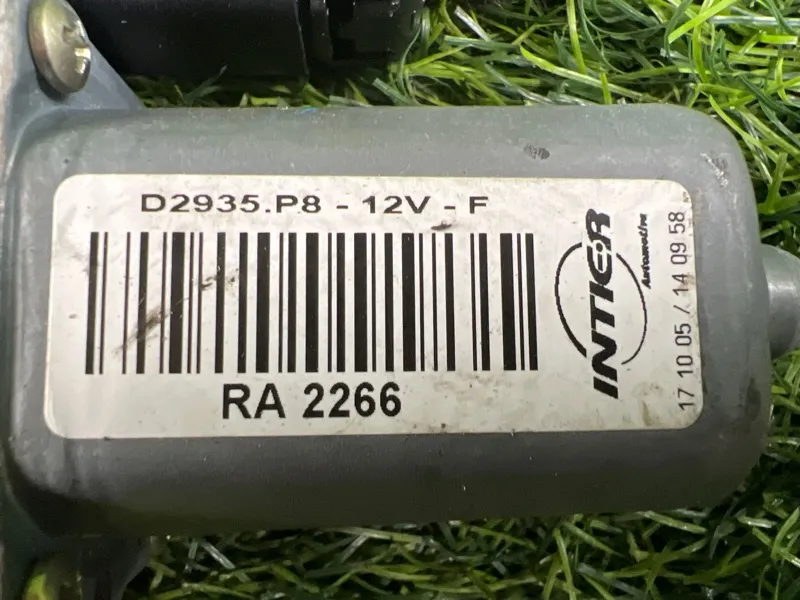 D2935.P8 - 12V - F
RA 2266
INTIER
Automotive
17 10 05 / 14 09 58